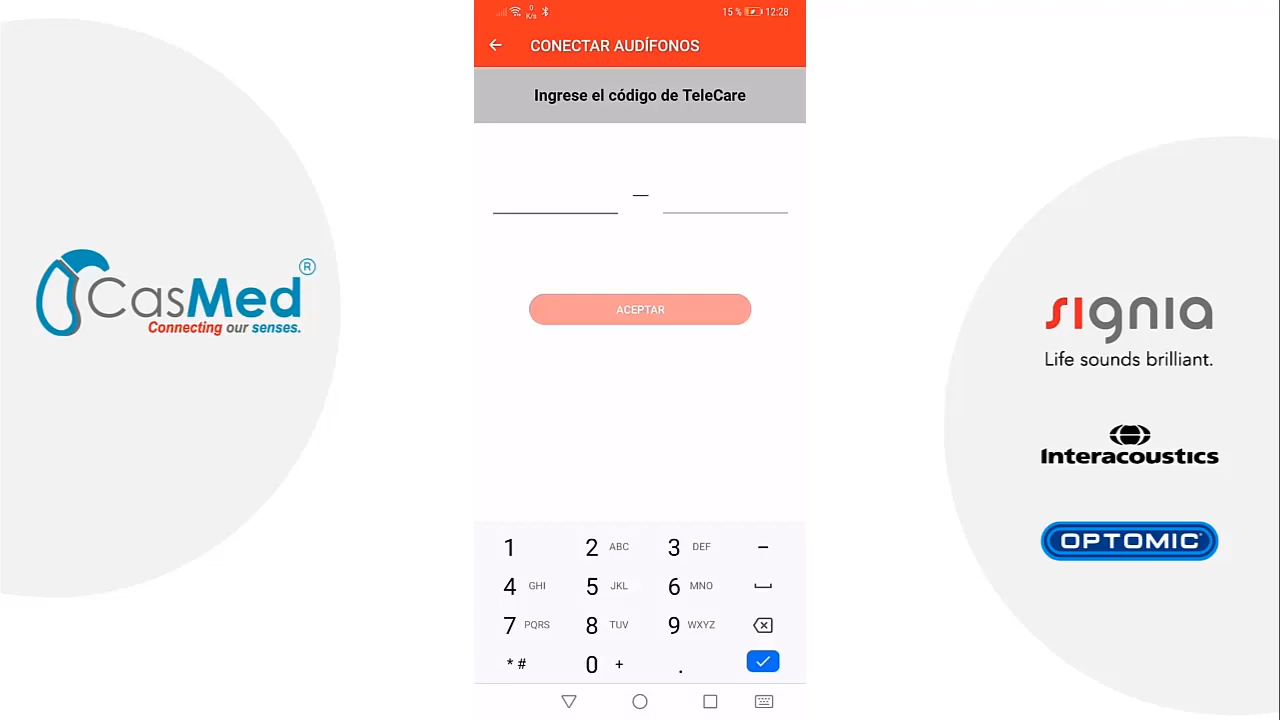 0
K/s
15 % 12:28
CONECTAR AUDÍFONOS
Ingrese el código de TeleCare
—
ACEPTAR
CasMed®
Connecting our senses.
signia
Life sounds brilliant.
Interacoustics
OPTOMIC
1 2 ABC 3 DEF –
4 GHI 5 JKL 6 MNO
7 PQRS 8 TUV 9 WXYZ
* # 0 + .